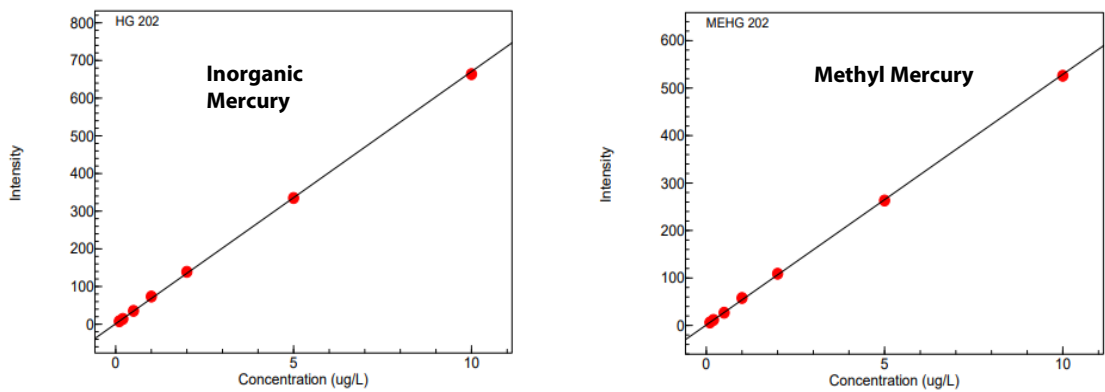 HG 202
Inorganic
Mercury
800
700
600
500
400
300
200
100
0
Intensity
0
5
10
Concentration (ug/L)
MEHG 202
Methyl Mercury
600
500
400
300
200
100
0
Intensity
0
5
10
Concentration (ug/L)